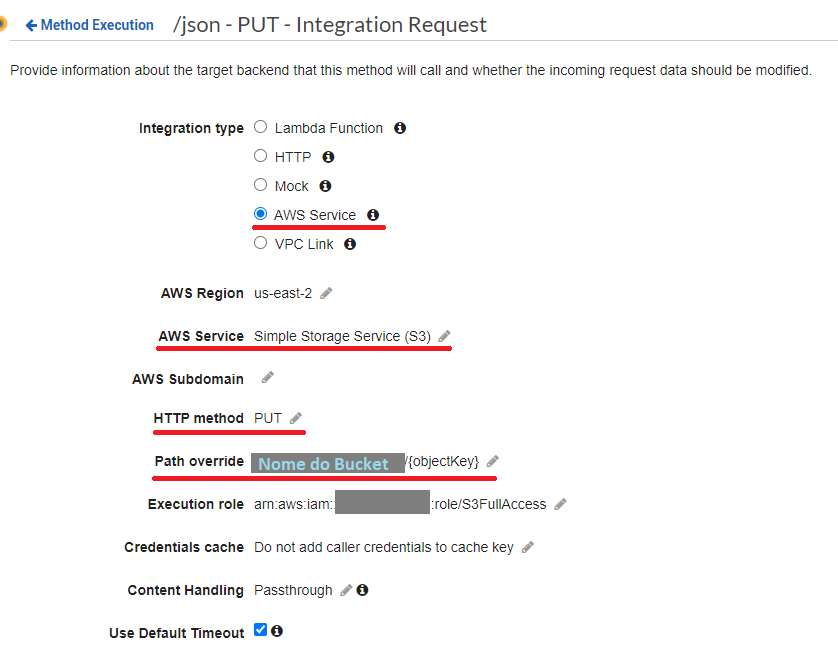 Method Execution /json - PUT - Integration Request
Provide information about the target backend that this method will call and whether the incoming request data should be modified.
Integration type Lambda Function
HTTP
Mock
AWS Service
VPC Link
AWS Region us-east-2
AWS Service Simple Storage Service (S3)
AWS Subdomain
HTTP method PUT
Path override Nome do Bucket /{objectKey}
Execution role arn:aws:iam: :role/S3FullAccess
Credentials cache Do not add caller credentials to cache key
Content Handling Passthrough
Use Default Timeout